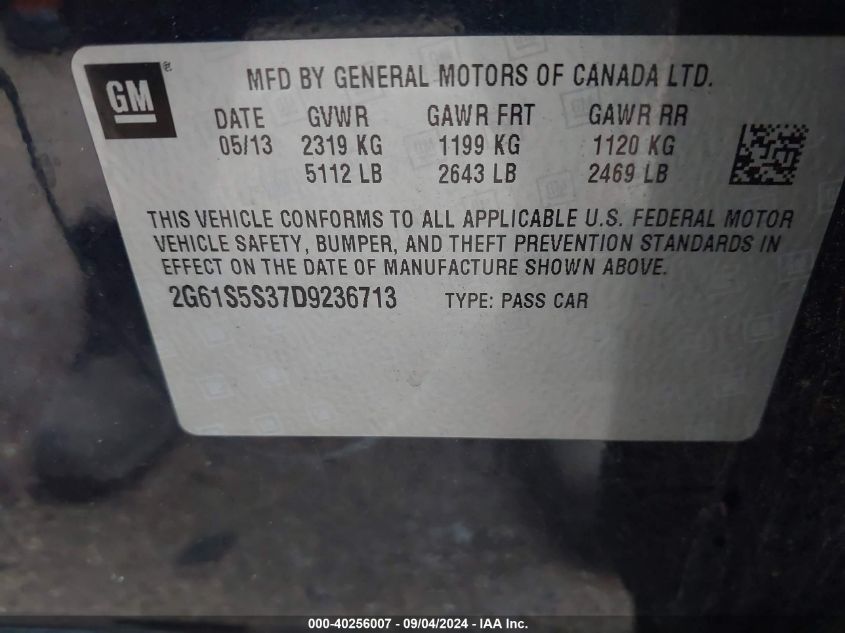 GM®
MFD BY GENERAL MOTORS OF CANADA LTD.
DATE GVWR GAWR FRT GAWR RR
05/13 2319 KG 1199 KG 1120 KG
5112 LB 2643 LB 2469 LB
THIS VEHICLE CONFORMS TO ALL APPLICABLE U.S. FEDERAL MOTOR
VEHICLE SAFETY, BUMPER, AND THEFT PREVENTION STANDARDS IN
EFFECT ON THE DATE OF MANUFACTURE SHOWN ABOVE.
2G61S5S37D9236713 TYPE: PASS CAR
000-40256007 - 09/04/2024 - IAA Inc.